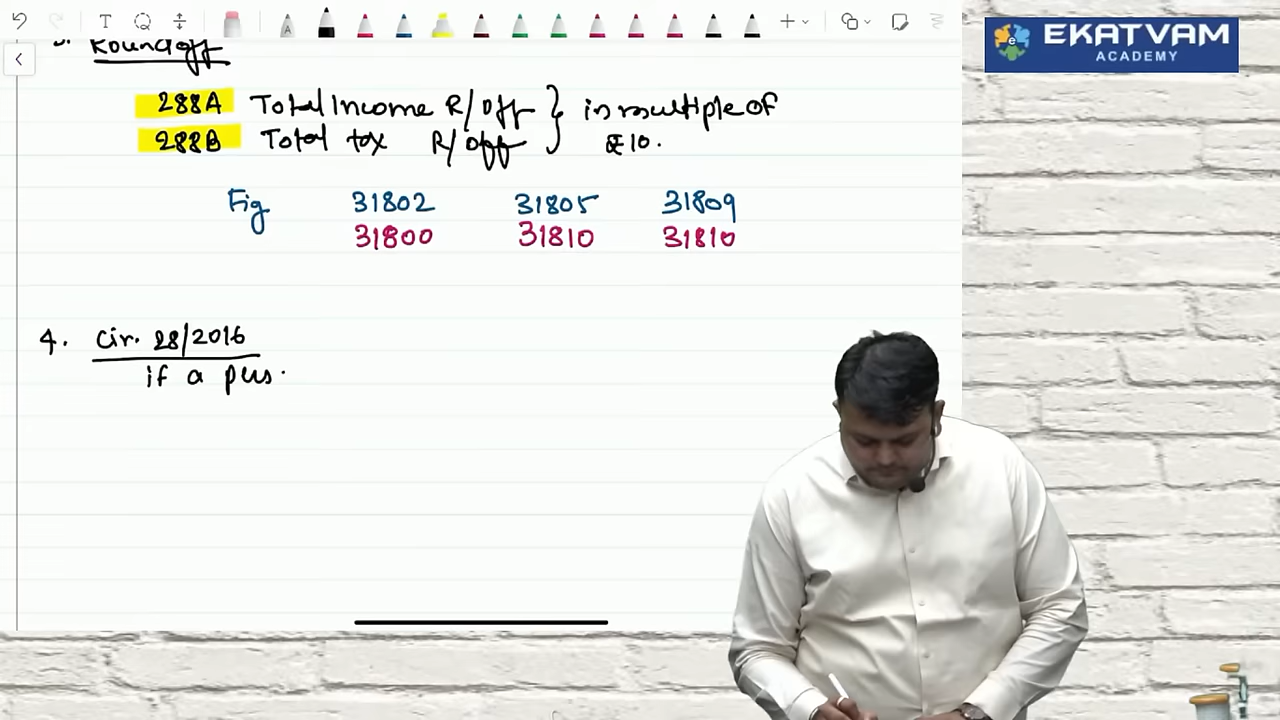 EKATVAM
ACADEMY
Roundoff
288A Total Income R/off } in multiple of
288B Total tax R/off ₹10.
Fig 31802 31805 31809
31800 31810 31810
4. Cir. 28/2016
if a pers.